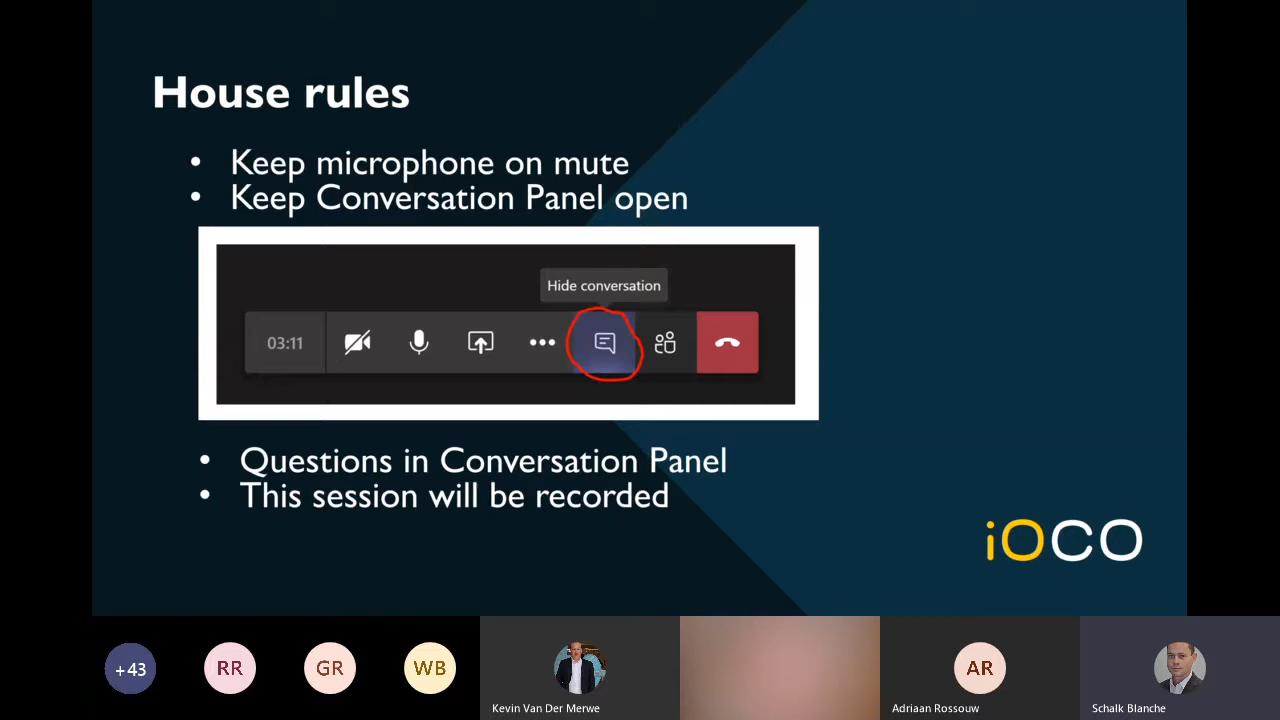 House rules
• Keep microphone on mute
• Keep Conversation Panel open
Hide conversation
03:11
• Questions in Conversation Panel
• This session will be recorded
iOCO
+43
RR
GR
WB
Kevin Van Der Merwe
AR
Adriaan Rossouw
Schalk Blanche